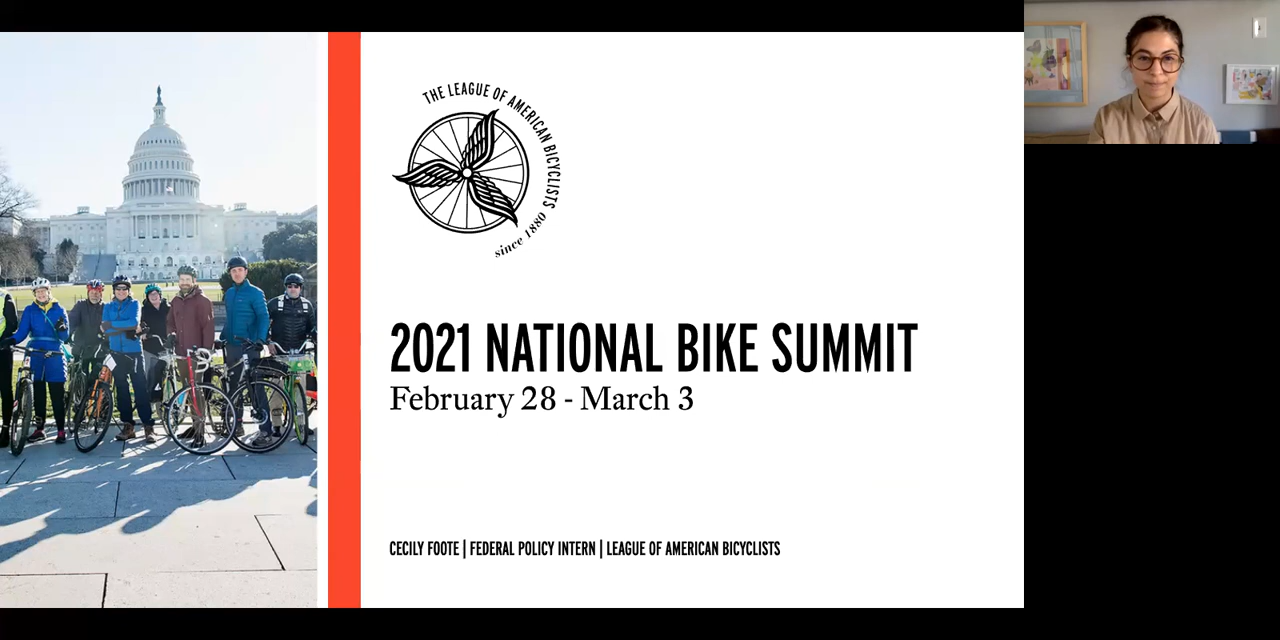 THE LEAGUE OF AMERICAN BICYCLISTS
since 1880
2021 NATIONAL BIKE SUMMIT
February 28 - March 3
CECILY FOOTE | FEDERAL POLICY INTERN | LEAGUE OF AMERICAN BICYCLISTS